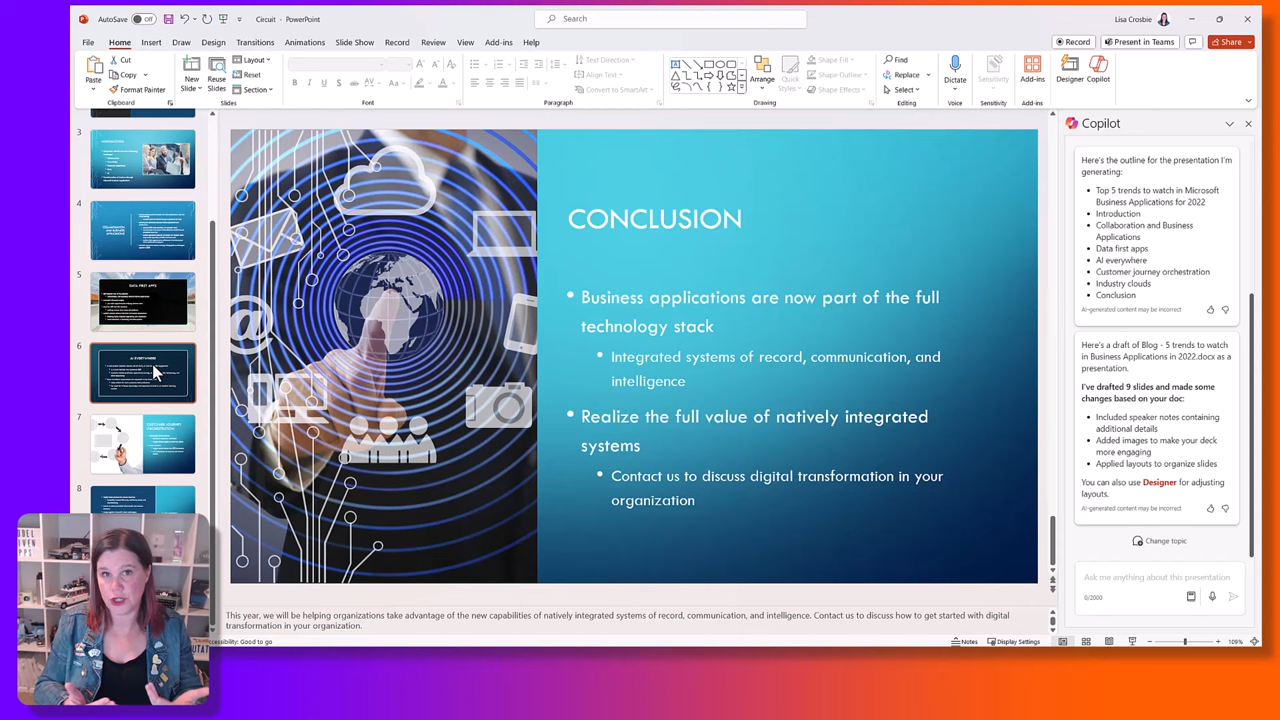 AutoSave Off Circuit - PowerPoint Search Lisa Crosbie
File Home Insert Draw Design Transitions Animations Slide Show Record Review View Add-ins Help Record Present in Teams Share
Paste Cut Copy Format Painter Clipboard
New Slide Reuse Slides Layout Reset Section Slides
Font
Text Direction Align Text Convert to SmartArt Paragraph
Arrange Quick Styles Shape Fill Shape Outline Shape Effects Drawing
Find Replace Select Editing
Dictate Voice
Sensitivity Sensitivity
Add-ins Add-ins
Designer Copilot
3
4
5
DATA FIRST APPS
6
AI EVERYWHERE
7
CUSTOMER JOURNEY
ORCHESTRATION
8
CONCLUSION
• Business applications are now part of the full
technology stack
• Integrated systems of record, communication, and
intelligence
• Realize the full value of natively integrated
systems
• Contact us to discuss digital transformation in your
organization
@
This year, we will be helping organizations take advantage of the new capabilities of natively integrated systems of record, communication, and intelligence. Contact us to discuss how to get started with digital
transformation in your organization.
ccessibility: Good to go
Notes Display Settings 109%
Copilot
Here's the outline for the presentation I'm
generating:
• Top 5 trends to watch in Microsoft
Business Applications for 2022
• Introduction
• Collaboration and Business
Applications
• Data first apps
• AI everywhere
• Customer journey orchestration
• Industry clouds
• Conclusion
AI-generated content may be incorrect
Here's a draft of Blog - 5 trends to watch
in Business Applications in 2022.docx as a
presentation.
I've drafted 9 slides and made some
changes based on your doc:
• Included speaker notes containing
additional details
• Added images to make your deck
more engaging
• Applied layouts to organize slides
You can also use Designer for adjusting
layouts.
AI-generated content may be incorrect
Change topic
Ask me anything about this presentation
0/2000